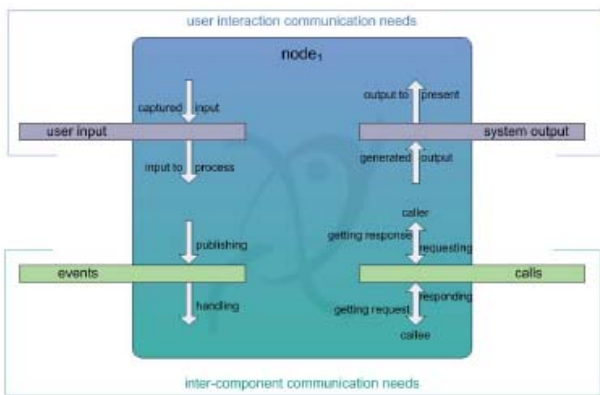 user interaction communication needs
node1
captured input
output to present
user input
system output
input to process
generated output
caller
getting response
requesting
publishing
events
calls
responding
handling
getting request
callee
inter-component communication needs